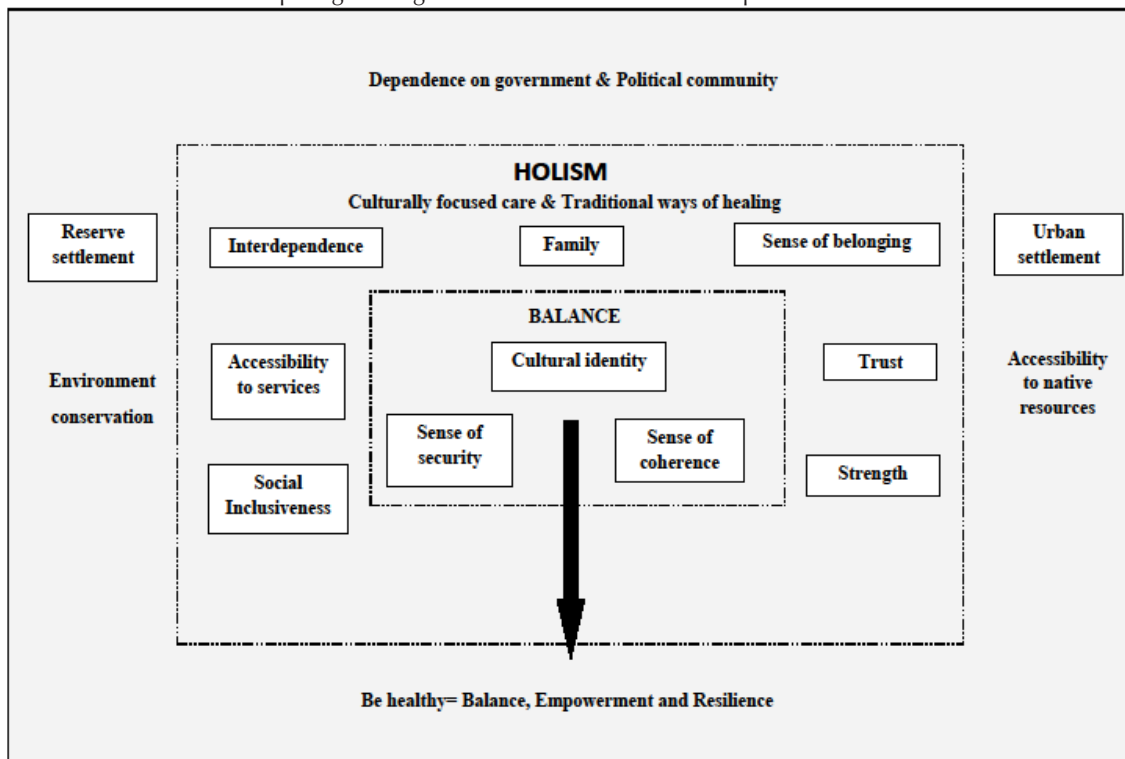 Dependence on government & Political community
HOLISM
Culturally focused care & Traditional ways of healing
Reserve
settlement
Interdependence
Family
Sense of belonging
Urban
settlement
BALANCE
Cultural identity
Accessibility
to services
Trust
Environment
conservation
Accessibility
to native
resources
Sense of
security
Sense of
coherence
Strength
Social
Inclusiveness
Be healthy= Balance, Empowerment and Resilience